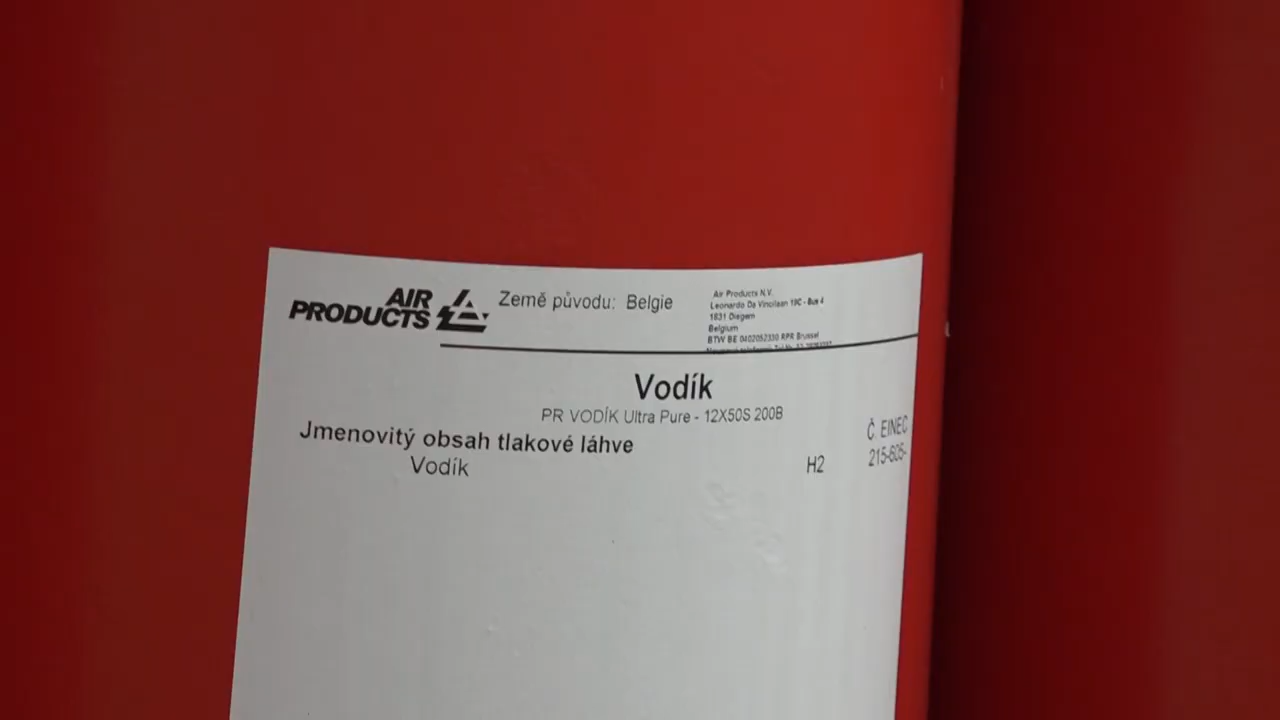 AIR
PRODUCTS
Země původu: Belgie
Air Products N.V.
Leonardo Da Vincilaan 19C - Bus 4
1831 Diegem
Belgium
BTW BE 0402052330 RPR Brussel
Vodík
PR VODÍK Ultra Pure - 12X50S 200B
Č. EINEC
Jmenovitý obsah tlakové láhve
Vodík H2 215-605-